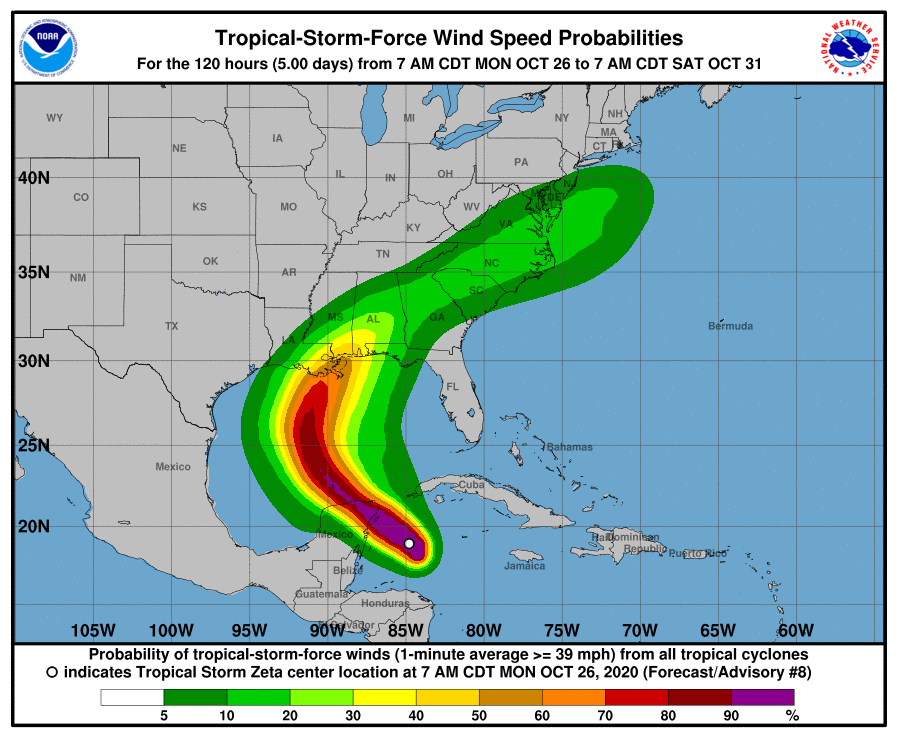 Tropical-Storm-Force Wind Speed Probabilities
For the 120 hours (5.00 days) from 7 AM CDT MON OCT 26 to 7 AM CDT SAT OCT 31
NOAA
NATIONAL WEATHER SERVICE
WY
MI
NY
NH
MA
CT
NE
IA
PA
IL
IN
OH
40N
CO
KS
MO
WV
DE
VA
KY
NM
OK
AR
TN
NC
35N
SC
TX
MS
AL
GA
LA
Bermuda
30N
FL
25N
Mexico
Bahamas
Cuba
20N
Mexico
Dominican
Republic
Puerto Rico
Jamaica
Belize
Guatemala
Honduras
105W 100W 95W 90W 85W 80W 75W 70W 65W 60W
Probability of tropical-storm-force winds (1-minute average >= 39 mph) from all tropical cyclones
indicates Tropical Storm Zeta center location at 7 AM CDT MON OCT 26, 2020 (Forecast/Advisory #8)
5 10 20 30 40 50 60 70 80 90 %